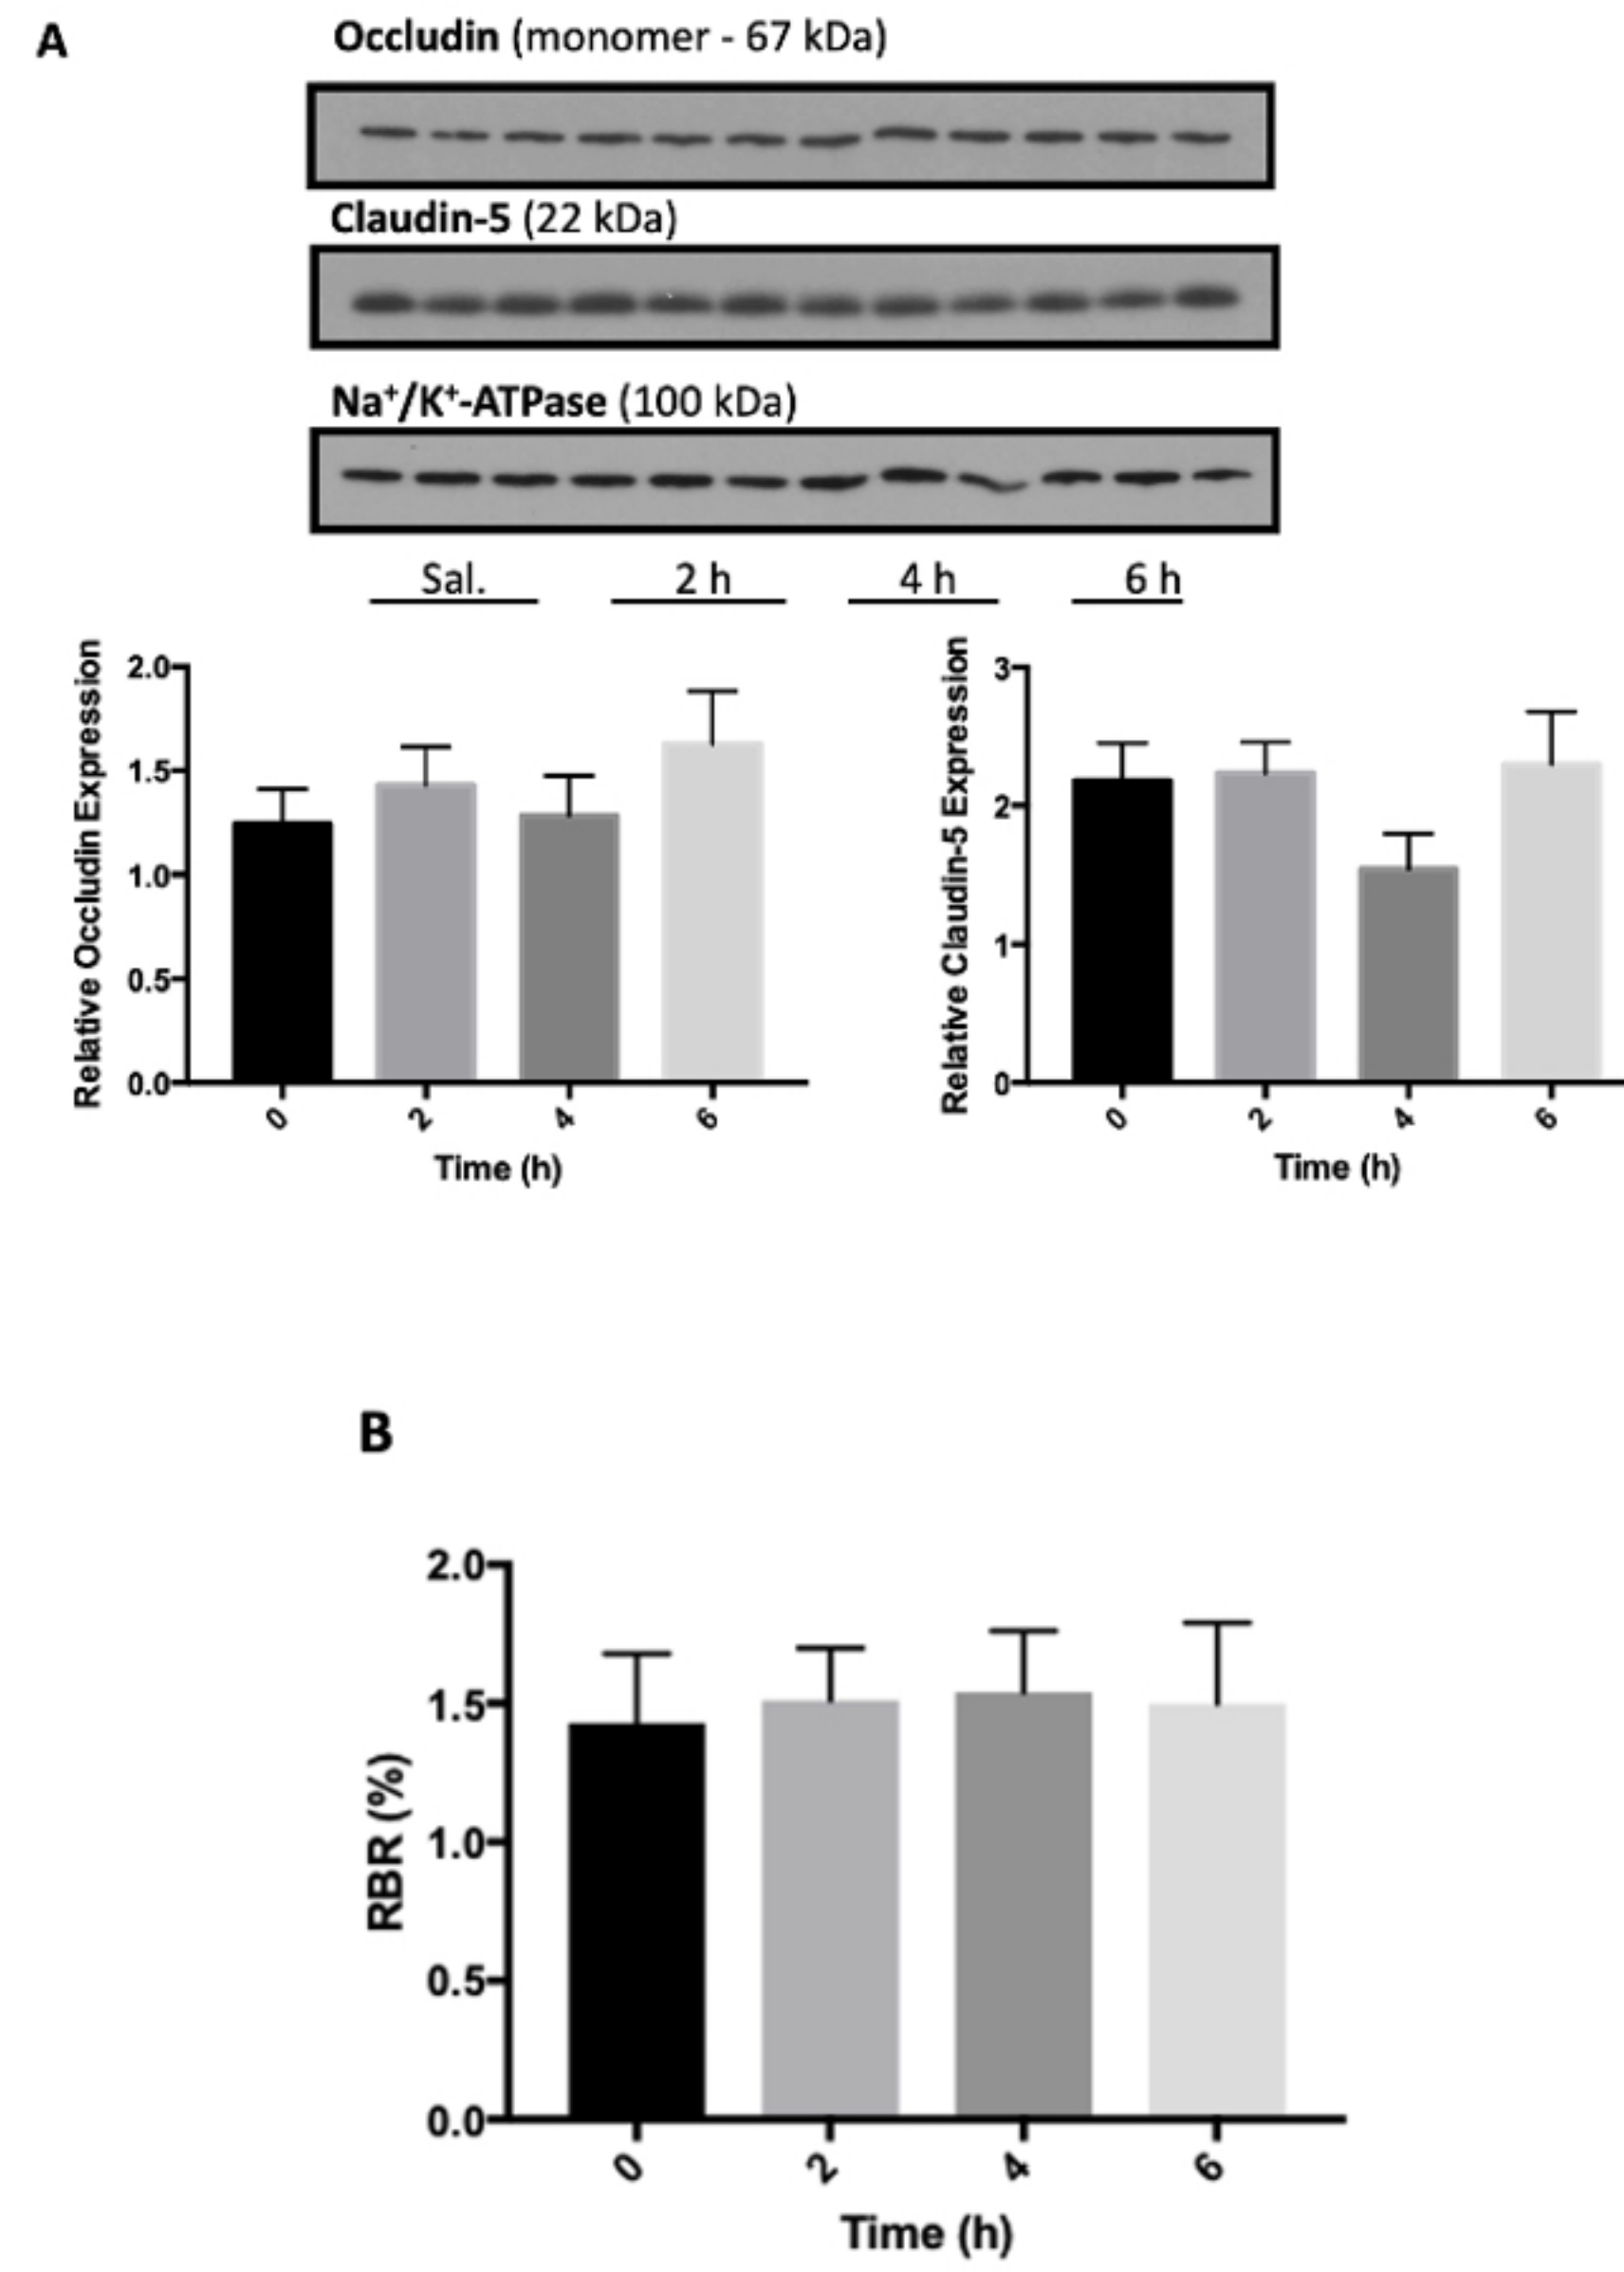 A
Occludin (monomer - 67 kDa)
Claudin-5 (22 kDa)
Na⁺/K⁺-ATPase (100 kDa)
Sal. 2 h 4 h 6 h
Relative Occludin Expression
2.0
1.5
1.0
0.5
0.0
0 2 4 6
Time (h)
Relative Claudin-5 Expression
3
2
1
0
0 2 4 6
Time (h)
B
RBR (%)
2.0
1.5
1.0
0.5
0.0
0 2 4 6
Time (h)